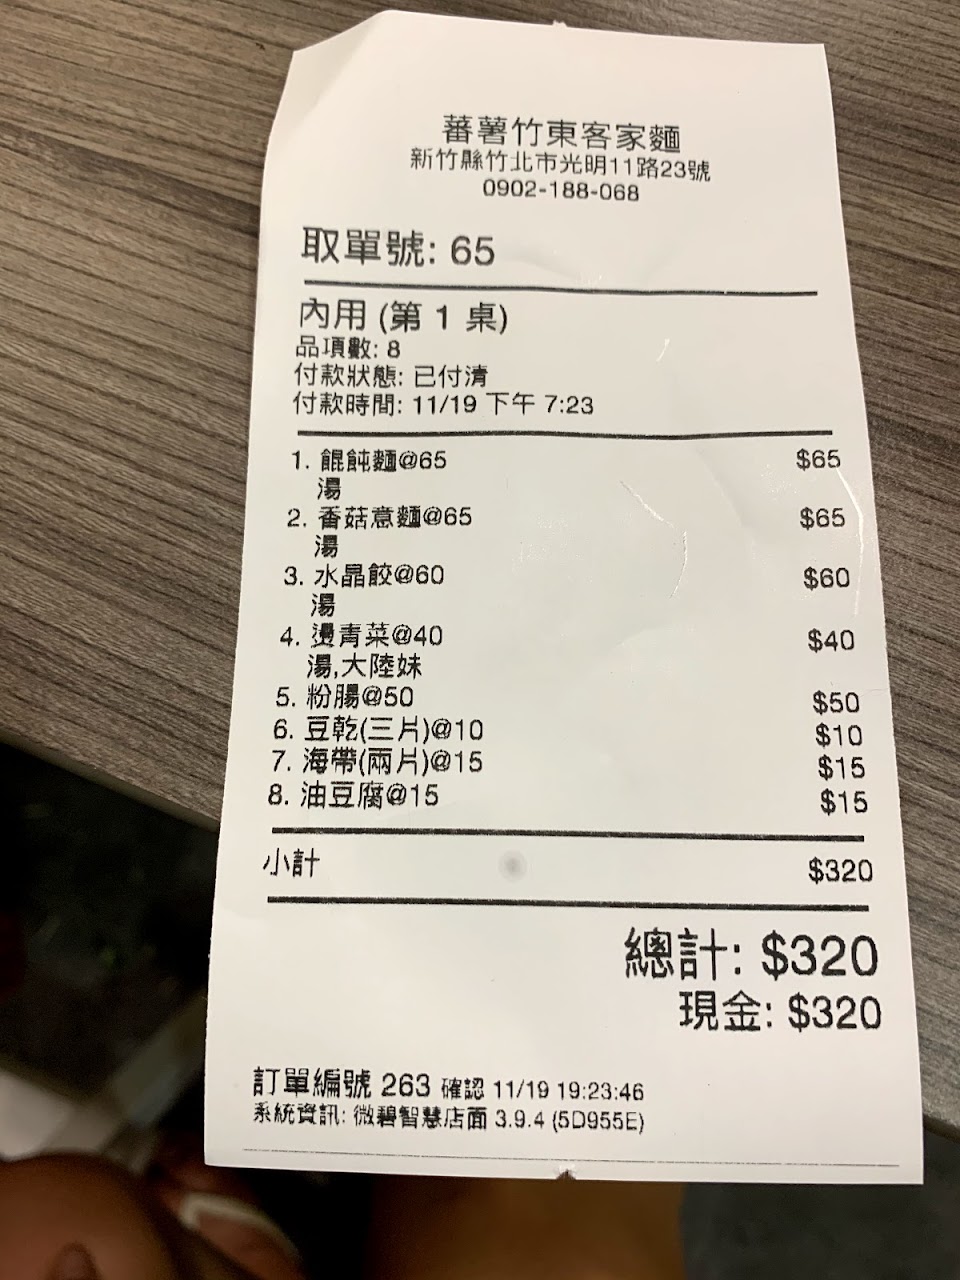 蕃薯竹東客家麵
新竹縣竹北市光明11路23號
0902-188-068
取單號: 65
內用 (第 1 桌)
品項數: 8
付款狀態: 已付清
付款時間: 11/19 下午 7:23
1. 餛飩麵@65 $65
湯
2. 香菇意麵@65 $65
湯
3. 水晶餃@60 $60
湯
4. 燙青菜@40 $40
湯,大陸妹
5. 粉腸@50 $50
6. 豆乾(三片)@10 $10
7. 海帶(兩片)@15 $15
8. 油豆腐@15 $15
小計 $320
總計: $320
現金: $320
訂單編號 263 確認 11/19 19:23:46
系統資訊: 微碧智慧店面 3.9.4 (5D955E)